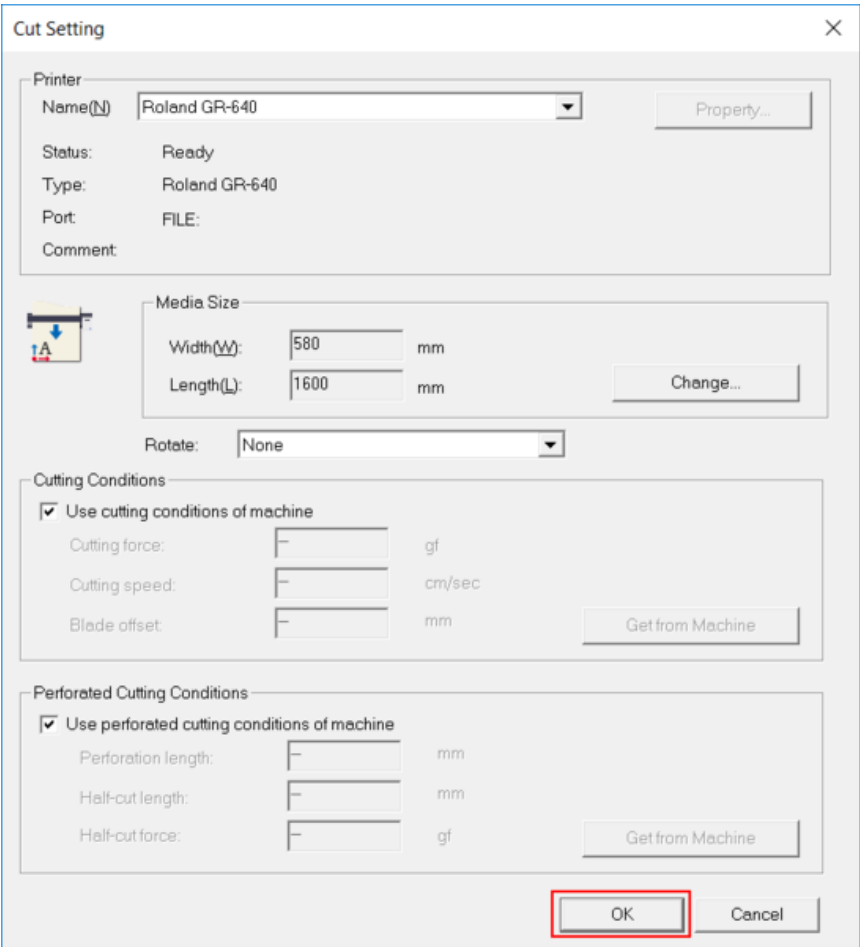 Cut Setting
Printer
Name(N) Roland GR-640 Property...
Status: Ready
Type: Roland GR-640
Port: FILE:
Comment:
Media Size
Width(W): 580 mm
Length(L): 1600 mm Change...
A
Rotate: None
Cutting Conditions
Use cutting conditions of machine
Cutting force: – gf
Cutting speed: – cm/sec
Blade offset: – mm Get from Machine
Perforated Cutting Conditions
Use perforated cutting conditions of machine
Perforation length: – mm
Half-cut length: – mm
Half-cut force: – gf Get from Machine
OK Cancel